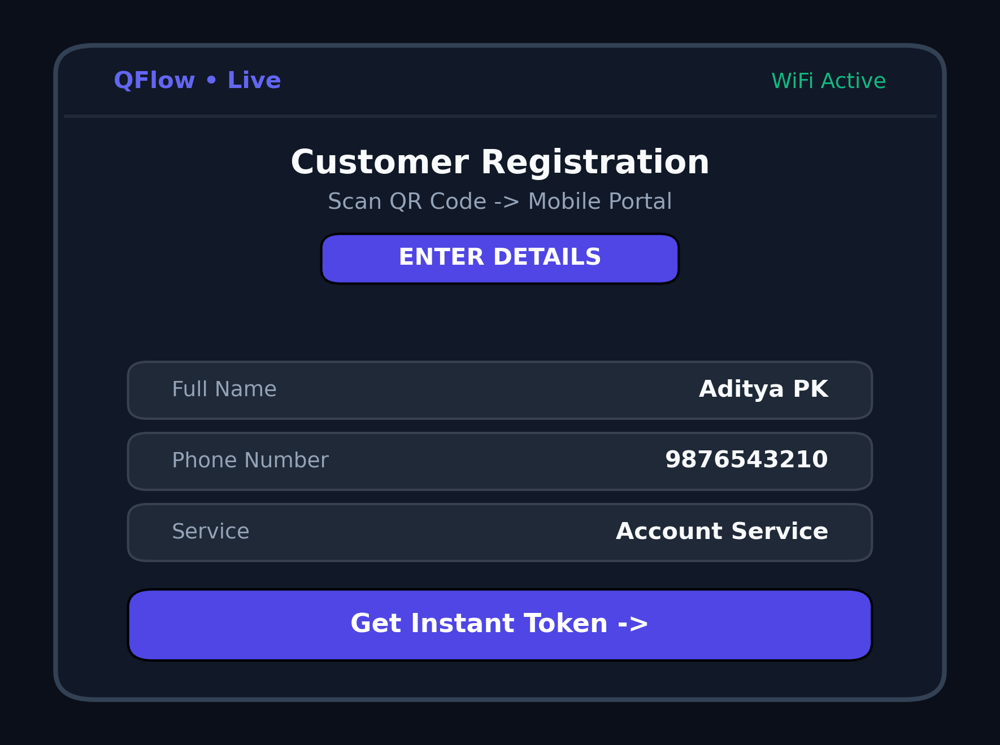 QFlow • Live
WiFi Active
Customer Registration
Scan QR Code -> Mobile Portal
ENTER DETAILS
Full Name Aditya PK
Phone Number 9876543210
Service Account Service
Get Instant Token ->